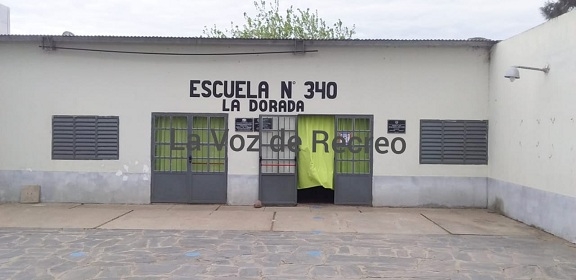 ESCUELA N° 340
LA DORADA
La Voz de Recreo